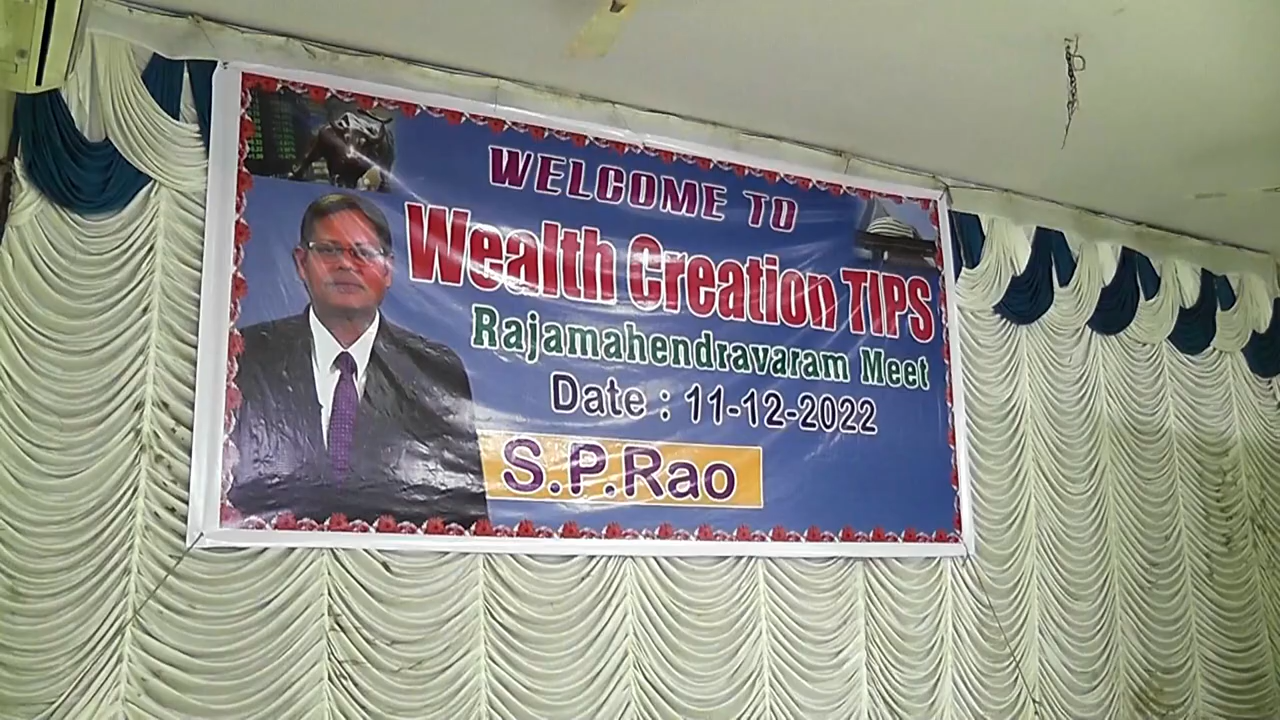 WELCOME TO
Wealth Creation TIPS
Rajamahendravaram Meet
Date : 11-12-2022
S.P.Rao